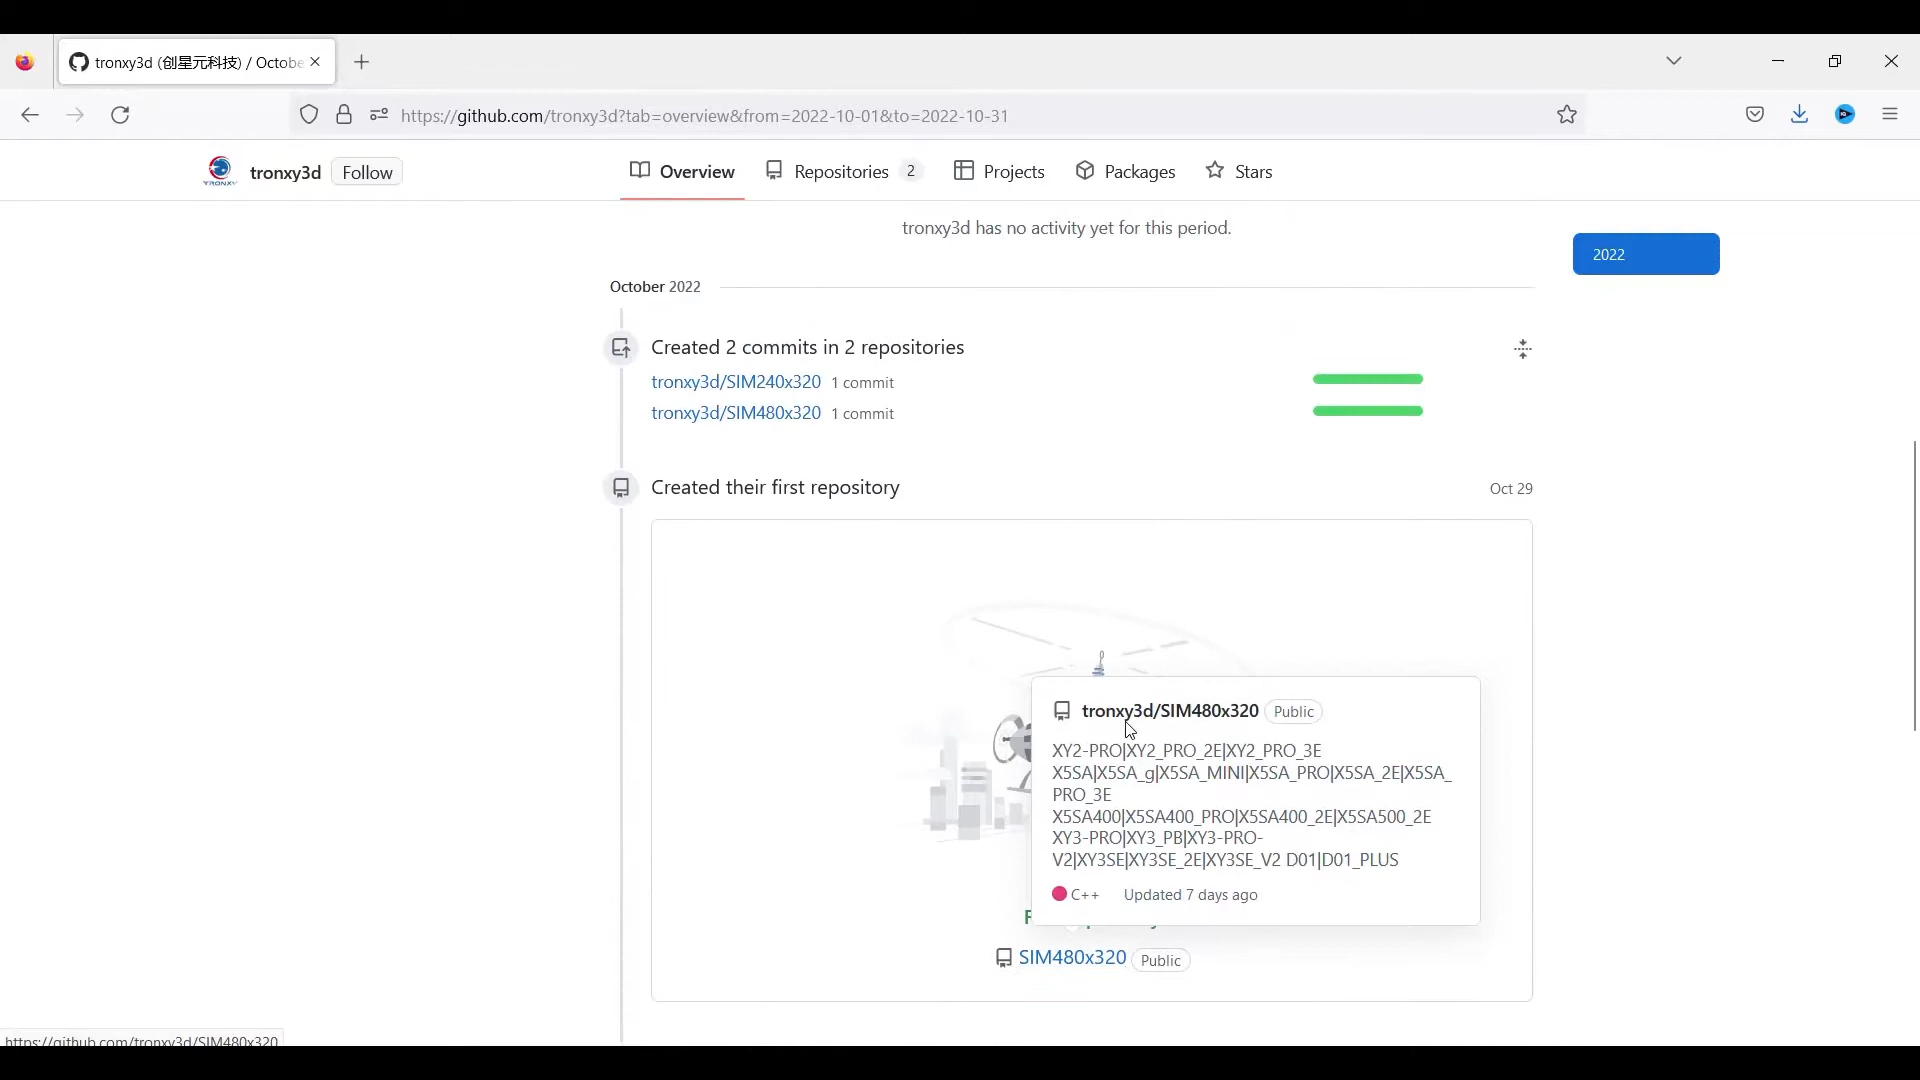 tronxy3d (创星元科技) / Octobe
https://github.com/tronxy3d?tab=overview&from=2022-10-01&to=2022-10-31
TRONXY tronxy3d Follow Overview Repositories 2 Projects Packages Stars
tronxy3d has no activity yet for this period.
2022
October 2022
Created 2 commits in 2 repositories
tronxy3d/SIM240x320 1 commit
tronxy3d/SIM480x320 1 commit
Created their first repository Oct 29
tronxy3d/SIM480x320 Public
XY2-PRO|XY2_PRO_2E|XY2_PRO_3E
X5SA|X5SA_g|X5SA_MINI|X5SA_PRO|X5SA_2E|X5SA_
PRO_3E
X5SA400|X5SA400_PRO|X5SA400_2E|X5SA500_2E
XY3-PRO|XY3_PB|XY3-PRO-
V2|XY3SE|XY3SE_2E|XY3SE_V2 D01|D01_PLUS
C++ Updated 7 days ago
SIM480x320 Public
https://github.com/tronxy3d/SIM480x320